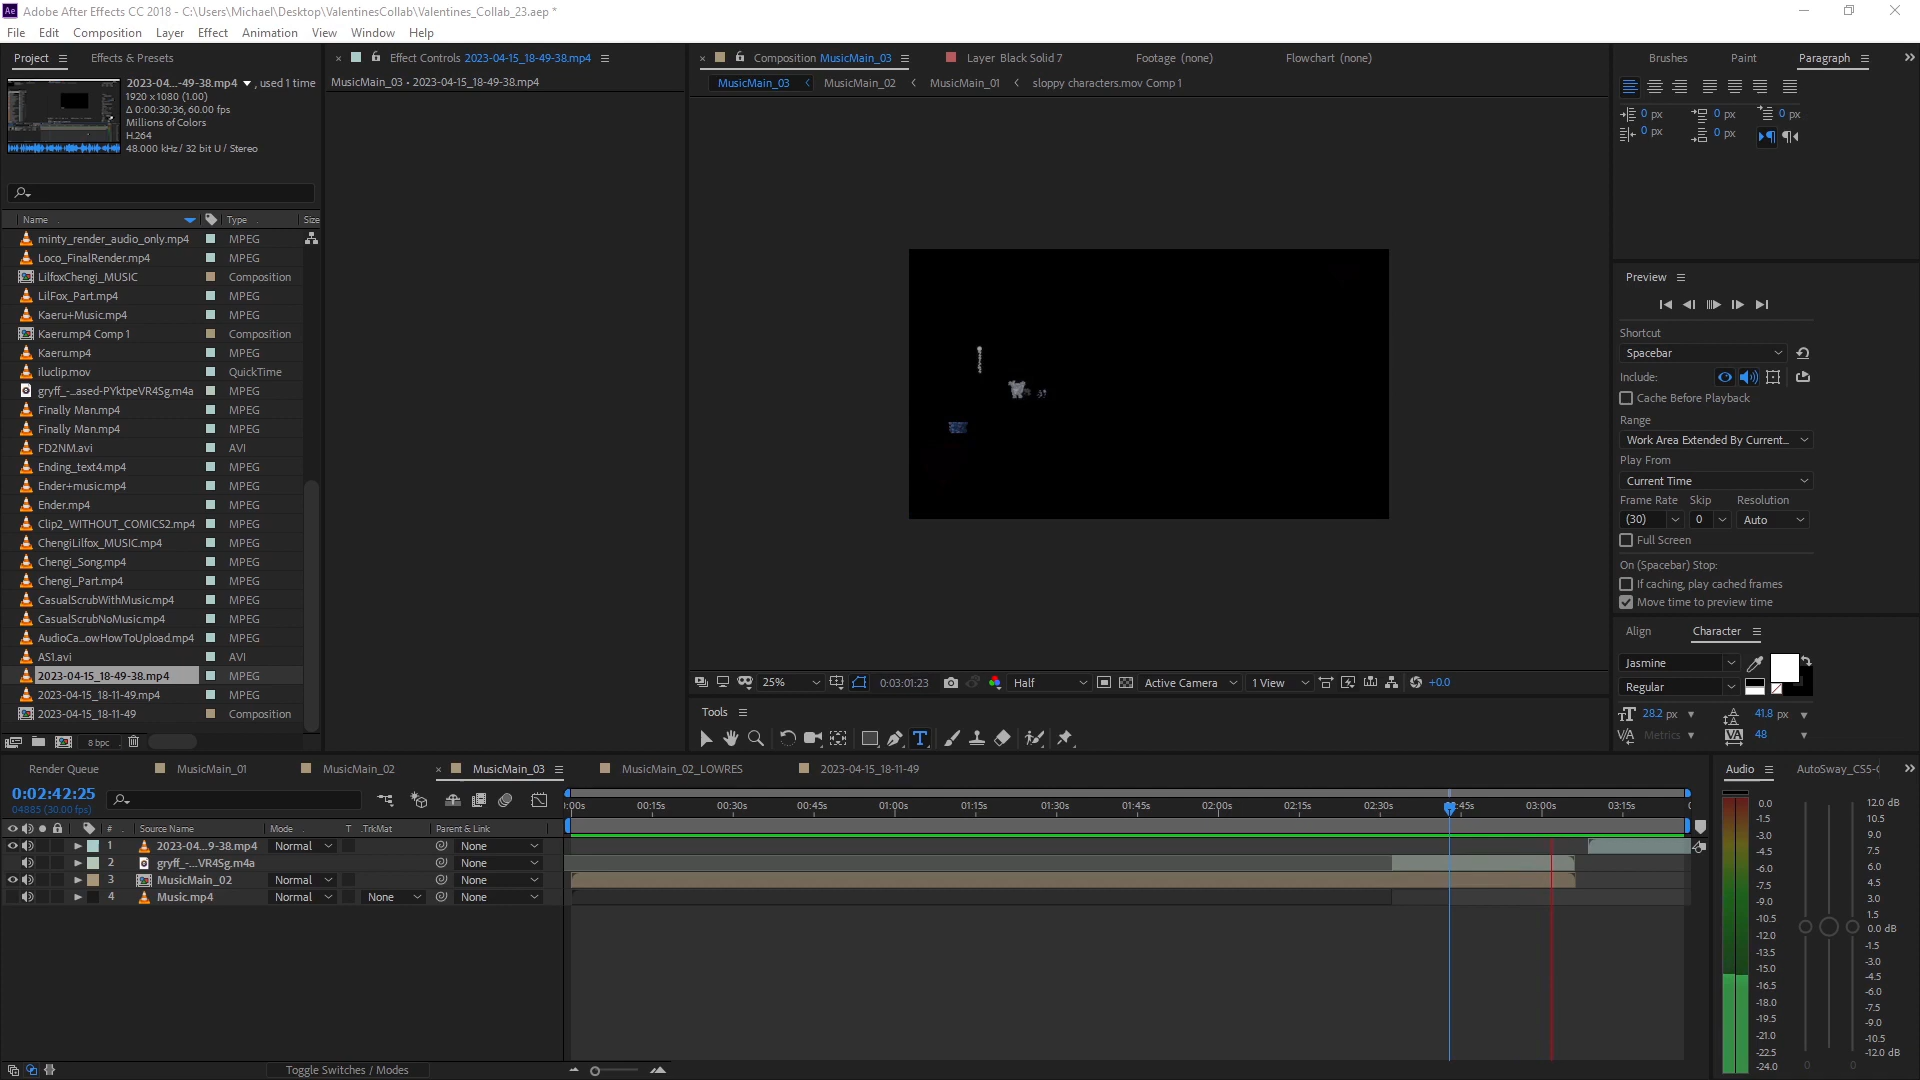 Adobe After Effects CC 2018 - C:\Users\Michael\Desktop\ValentinesCollab\Valentines_Collab_23.aep *
File Edit Composition Layer Effect Animation View Window Help
Project Effects & Presets
2023-04...-49-38.mp4 , used 1 time
1920 x 1080 (1.00)
Δ 0:00:30:36, 60.00 fps
Millions of Colors
H.264
48.000 kHz / 32 bit U / Stereo
Name Type Size
minty_render_audio_only.mp4 MPEG
Loco_FinalRender.mp4 MPEG
LilfoxChengi_MUSIC Composition
LilFox_Part.mp4 MPEG
Kaeru+Music.mp4 MPEG
Kaeru.mp4 Comp 1 Composition
Kaeru.mp4 MPEG
iluclip.mov QuickTime
gryff_-...ased-PYktpeVR4Sg.m4a MPEG
Finally Man.mp4 MPEG
Finally Man.mp4 MPEG
FD2NM.avi AVI
Ending_text4.mp4 MPEG
Ender+music.mp4 MPEG
Ender.mp4 MPEG
Clip2_WITHOUT_COMICS2.mp4 MPEG
ChengiLilfox_MUSIC.mp4 MPEG
Chengi_Song.mp4 MPEG
Chengi_Part.mp4 MPEG
CasualScrubWithMusic.mp4 MPEG
CasualScrubNoMusic.mp4 MPEG
AudioCa...owHowToUpload.mp4 MPEG
AS1.avi AVI
2023-04-15_18-49-38.mp4 MPEG
2023-04-15_18-11-49.mp4 MPEG
2023-04-15_18-11-49 Composition
8 bpc
Effect Controls 2023-04-15_18-49-38.mp4
MusicMain_03 • 2023-04-15_18-49-38.mp4
Composition MusicMain_03 Layer Black Solid 7 Footage (none) Flowchart (none)
MusicMain_03 MusicMain_02 MusicMain_01 sloppy characters.mov Comp 1
25% 0:03:01:23 Half Active Camera 1 View +0.0
Tools
Brushes Paint Paragraph
0 px 0 px 0 px
0 px 0 px
Preview
Shortcut
Spacebar
Include:
Cache Before Playback
Range
Work Area Extended By Current...
Play From
Current Time
Frame Rate Skip Resolution
(30) 0 Auto
Full Screen
On (Spacebar) Stop:
If caching, play cached frames
Move time to preview time
Align Character
Jasmine
Regular
28.2 px 41.8 px
Metrics 48
Render Queue MusicMain_01 MusicMain_02 MusicMain_03 MusicMain_02_LOWRES 2023-04-15_18-11-49
0:02:42:25
04885 (30.00 fps)
:00s 00:15s 00:30s 00:45s 01:00s 01:15s 01:30s 01:45s 02:00s 02:15s 02:30s 02:45s 03:00s 03:15s
# Source Name Mode T .TrkMat Parent & Link
1 2023-04...9-38.mp4 Normal None
2 gryff_-...VR4Sg.m4a None
3 MusicMain_02 Normal None
4 Music.mp4 Normal None None
Toggle Switches / Modes
Audio AutoSway_CS5-
0.0
-1.5
-3.0
-4.5
-6.0
-7.5
-9.0
-10.5
-12.0
-13.5
-15.0
-16.5
-18.0
-19.5
-21.0
-22.5
-24.0
12.0 dB
10.5
9.0
7.5
6.0
4.5
3.0
1.5
0.0 dB
-1.5
-3.0
-4.5
-6.0
-7.5
-9.0
-10.5
-12.0 dB
0 0